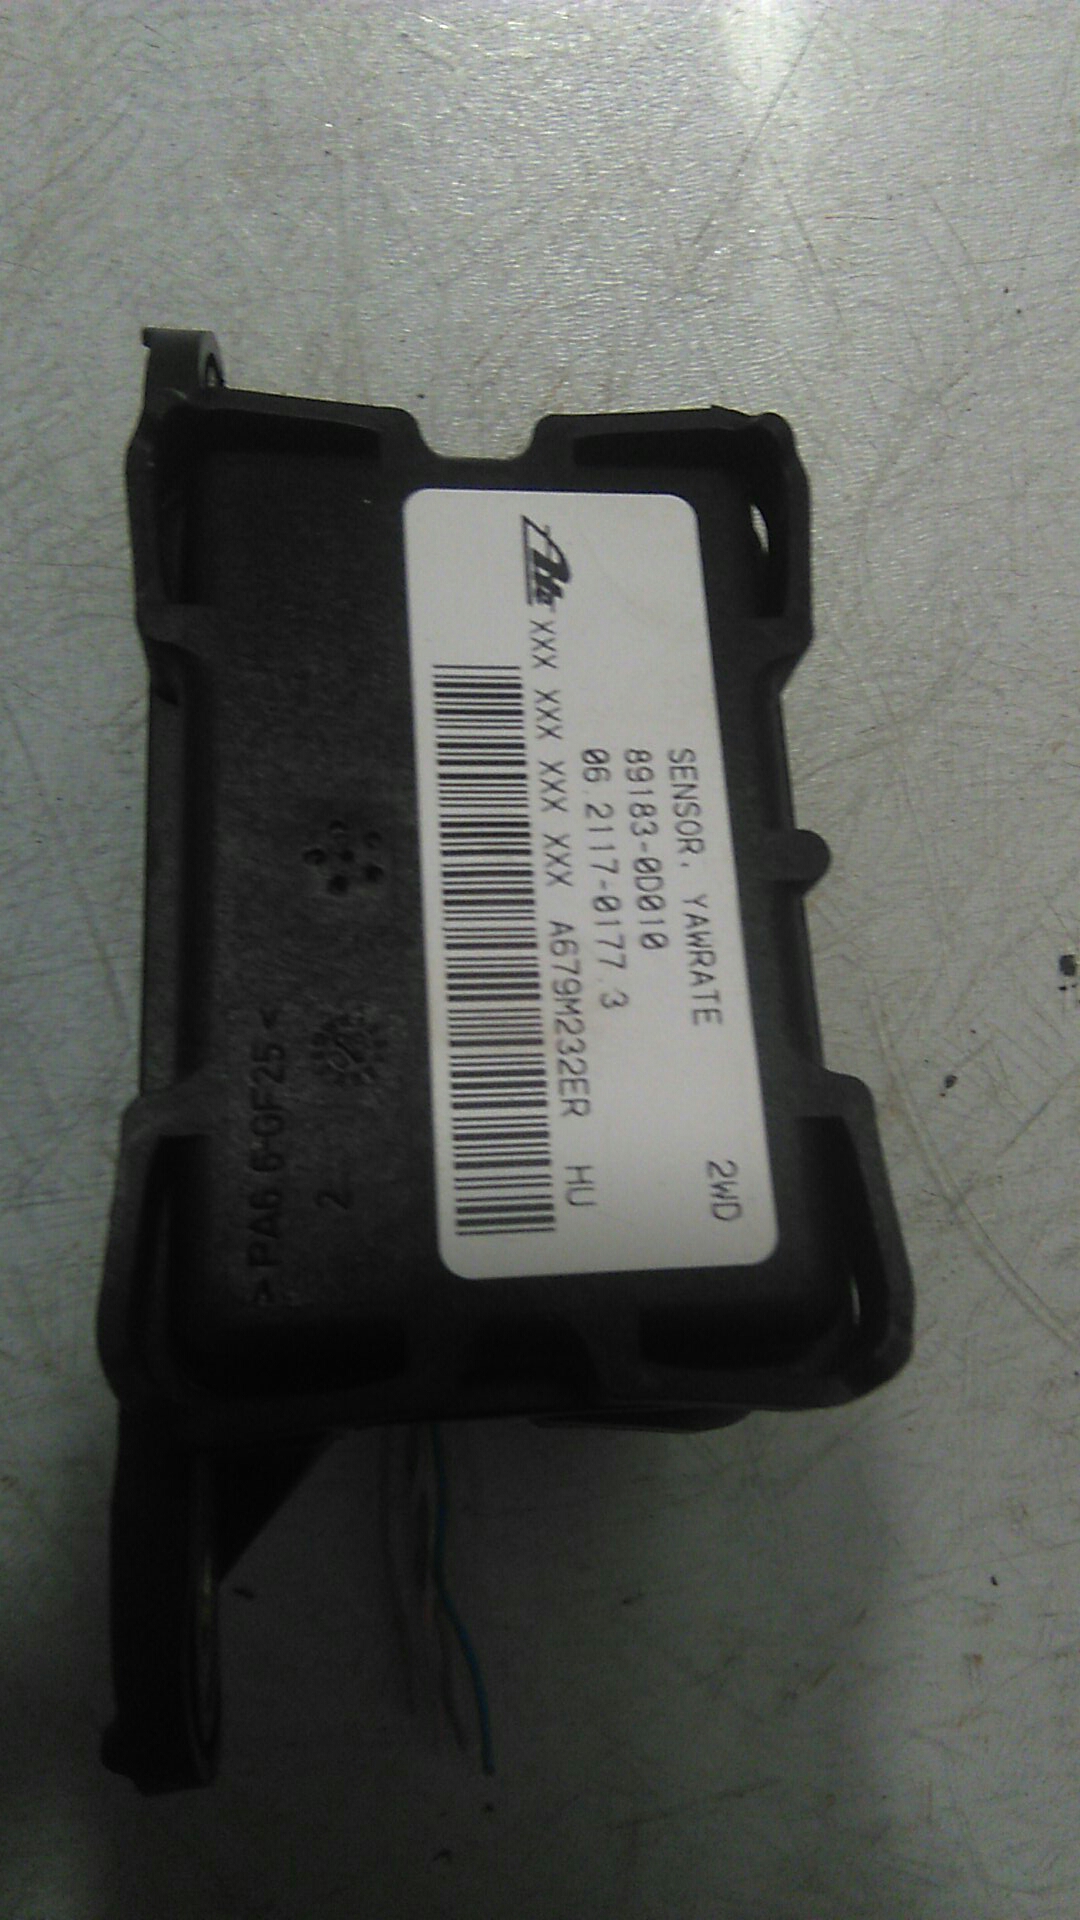 2WD
SENSOR, YAWRATE
89183-0D010
06.2117-0177.3
Ate XXX XXX XXX XXX A679M232ER HU
2
>PA6 6-GF25<